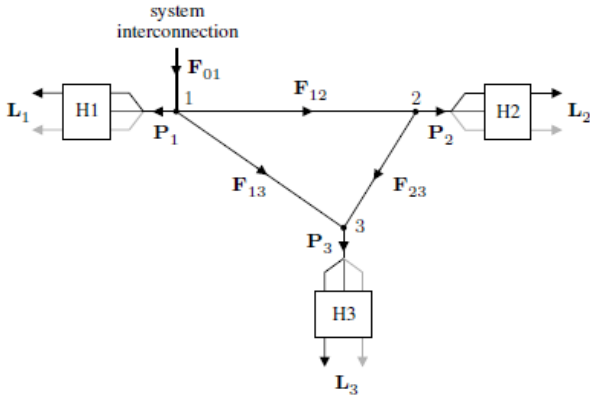 system
interconnection
F01
1
F12
2
L1
H1
P1
P2
H2
L2
F13
F23
3
P3
H3
L3